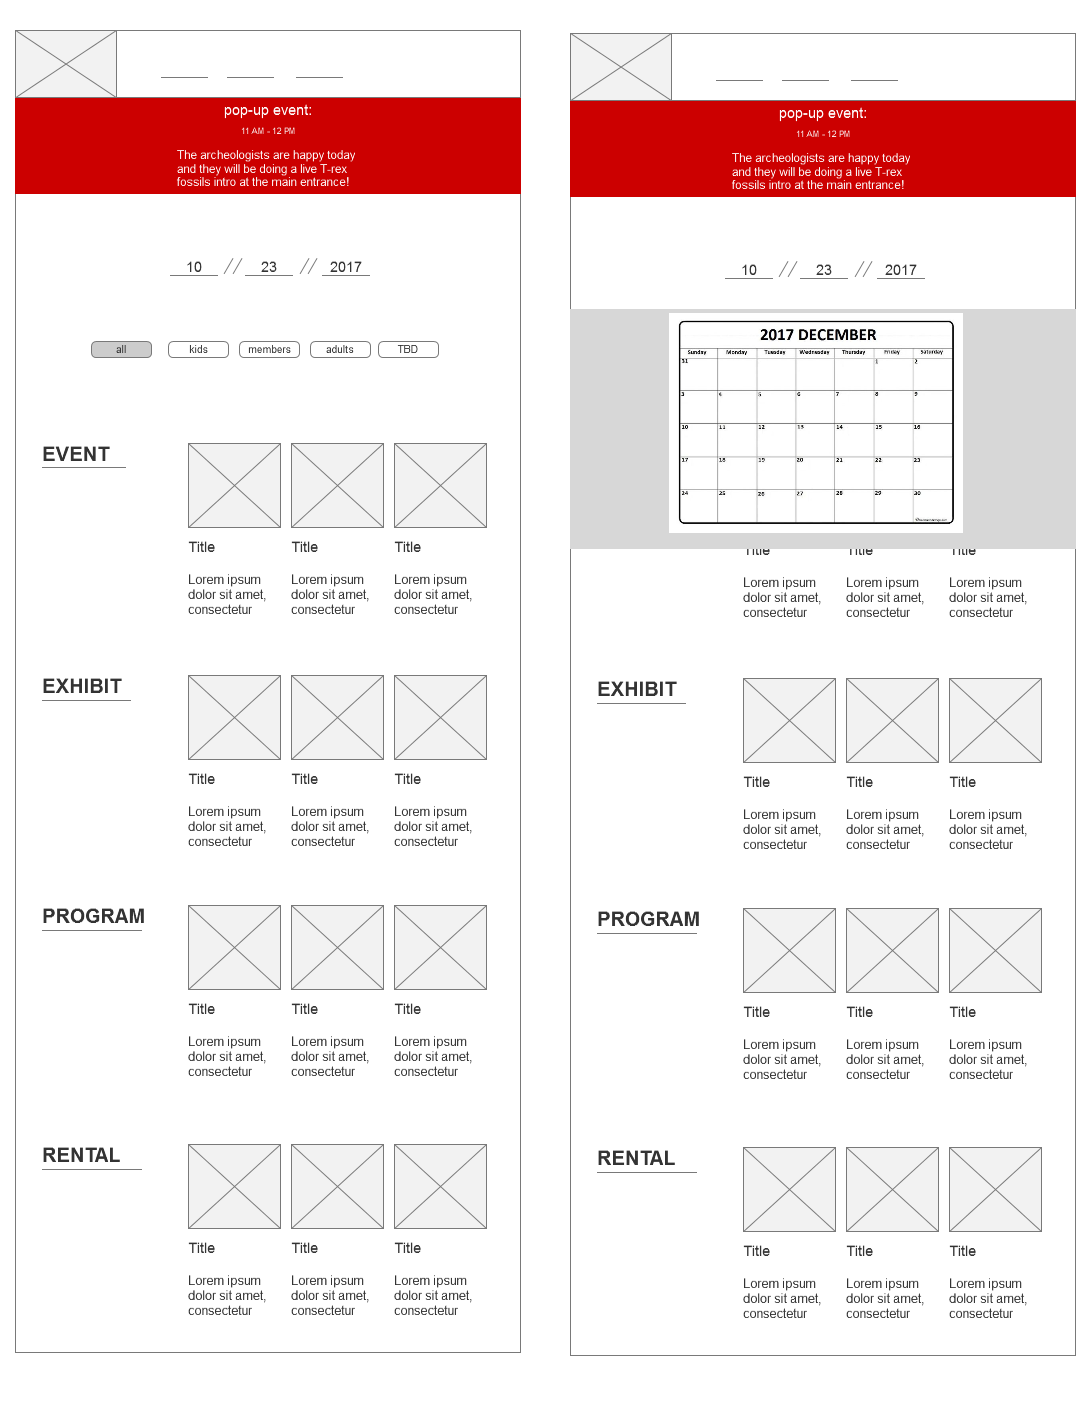 pop-up event:
11 AM - 12 PM
The archeologists are happy today
and they will be doing a live T-rex
fossils intro at the main entrance!
10 // 23 // 2017
all kids members adults TBD
EVENT
Title Title Title
Lorem ipsum Lorem ipsum Lorem ipsum
dolor sit amet, dolor sit amet, dolor sit amet,
consectetur consectetur consectetur
EXHIBIT
Title Title Title
Lorem ipsum Lorem ipsum Lorem ipsum
dolor sit amet, dolor sit amet, dolor sit amet,
consectetur consectetur consectetur
PROGRAM
Title Title Title
Lorem ipsum Lorem ipsum Lorem ipsum
dolor sit amet, dolor sit amet, dolor sit amet,
consectetur consectetur consectetur
RENTAL
Title Title Title
Lorem ipsum Lorem ipsum Lorem ipsum
dolor sit amet, dolor sit amet, dolor sit amet,
consectetur consectetur consectetur
pop-up event:
11 AM - 12 PM
The archeologists are happy today
and they will be doing a live T-rex
fossils intro at the main entrance!
10 // 23 // 2017
2017 DECEMBER
Sunday Monday Tuesday Wednesday Thursday Friday Saturday
31 1 2
3 4 5 6 7 8 9
10 11 12 13 14 15 16
17 18 19 20 21 22 23
24 25 26 27 28 29 30
Title Title Title
Lorem ipsum Lorem ipsum Lorem ipsum
dolor sit amet, dolor sit amet, dolor sit amet,
consectetur consectetur consectetur
EXHIBIT
Title Title Title
Lorem ipsum Lorem ipsum Lorem ipsum
dolor sit amet, dolor sit amet, dolor sit amet,
consectetur consectetur consectetur
PROGRAM
Title Title Title
Lorem ipsum Lorem ipsum Lorem ipsum
dolor sit amet, dolor sit amet, dolor sit amet,
consectetur consectetur consectetur
RENTAL
Title Title Title
Lorem ipsum Lorem ipsum Lorem ipsum
dolor sit amet, dolor sit amet, dolor sit amet,
consectetur consectetur consectetur